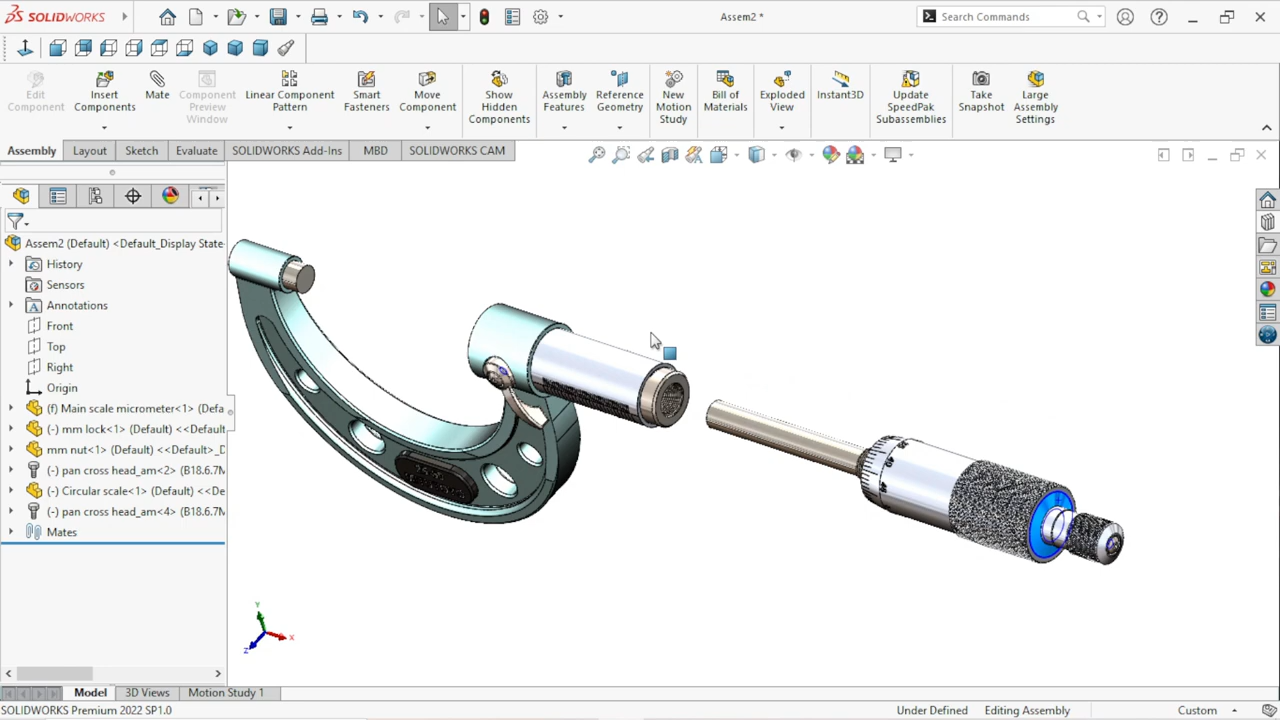 SOLIDWORKS
Assem2 *
Search Commands
Edit Component
Insert Components
Mate
Component Preview Window
Linear Component Pattern
Smart Fasteners
Move Component
Show Hidden Components
Assembly Features
Reference Geometry
New Motion Study
Bill of Materials
Exploded View
Instant3D
Update SpeedPak Subassemblies
Take Snapshot
Large Assembly Settings
Assembly
Layout
Sketch
Evaluate
SOLIDWORKS Add-Ins
MBD
SOLIDWORKS CAM
Assem2 (Default) <Default_Display State
History
Sensors
Annotations
Front
Top
Right
Origin
(f) Main scale micrometer<1> (Defa
(-) mm lock<1> (Default) <<Default
mm nut<1> (Default) <<Default>_D
(-) pan cross head_am<2> (B18.6.7M
(-) Circular scale<1> (Default) <<De
(-) pan cross head_am<4> (B18.6.7M
Mates
Y
X
Z
Model
3D Views
Motion Study 1
SOLIDWORKS Premium 2022 SP1.0
Under Defined
Editing Assembly
Custom